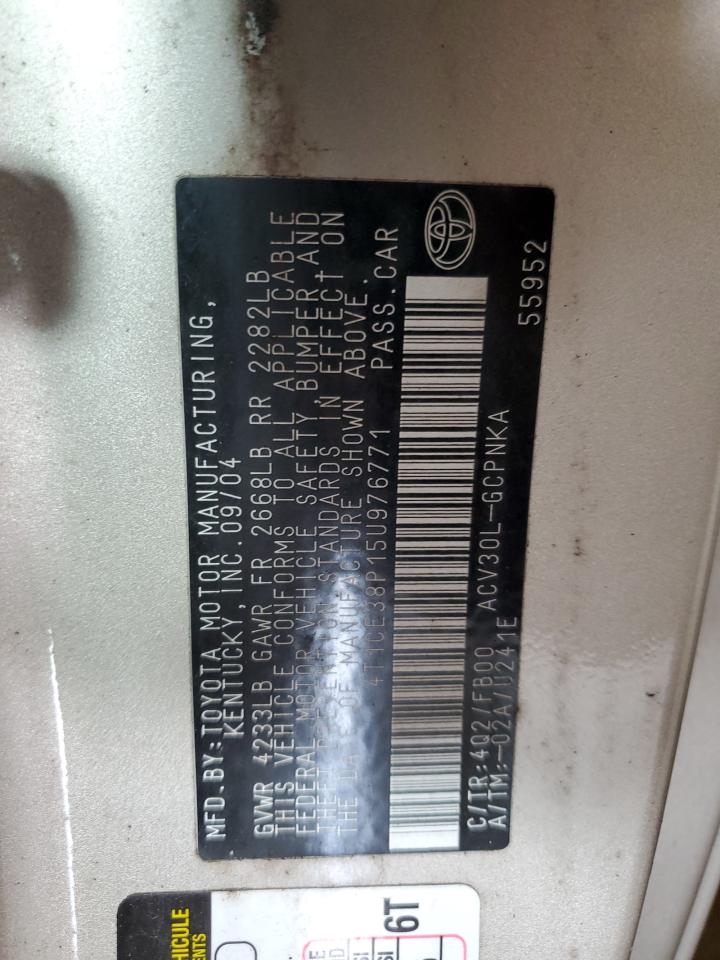 MFD.BY:TOYOTA MOTOR MANUFACTURING,
KENTUCKY,INC.09/04
GVWR 4233LB GAWR FR 2668LB RR 2282LB
THIS VEHICLE CONFORMS TO ALL APPLICABLE
FEDERAL MOTOR VEHICLE SAFETY, BUMPER,AND
THEFT PREVENTION STANDARDS IN EFFECT ON
THE DATE OF MANUFACTURE SHOWN ABOVE.
4T1CE38P15U976771 PASS.CAR
C/TR:4Q2/FB00 ACV30L-GCPNKA
A/TM:-02A/U241E
55952
6T